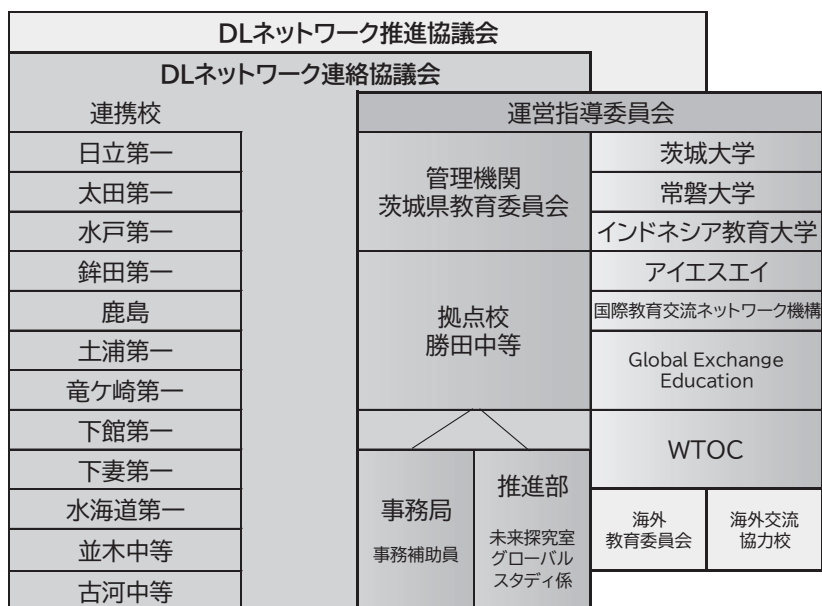 DLネットワーク推進協議会
DLネットワーク連絡協議会
連携校
日立第一
太田第一
水戸第一
鉾田第一
鹿島
土浦第一
竜ケ崎第一
下館第一
下妻第一
水海道第一
並木中等
古河中等
運営指導委員会
管理機関
茨城県教育委員会
拠点校
勝田中等
事務局
事務補助員
推進部
未来探究室
グローバル
スタディ係
茨城大学
常磐大学
インドネシア教育大学
アイエスエイ
国際教育交流ネットワーク機構
Global Exchange
Education
WTOC
海外
教育委員会
海外交流
協力校